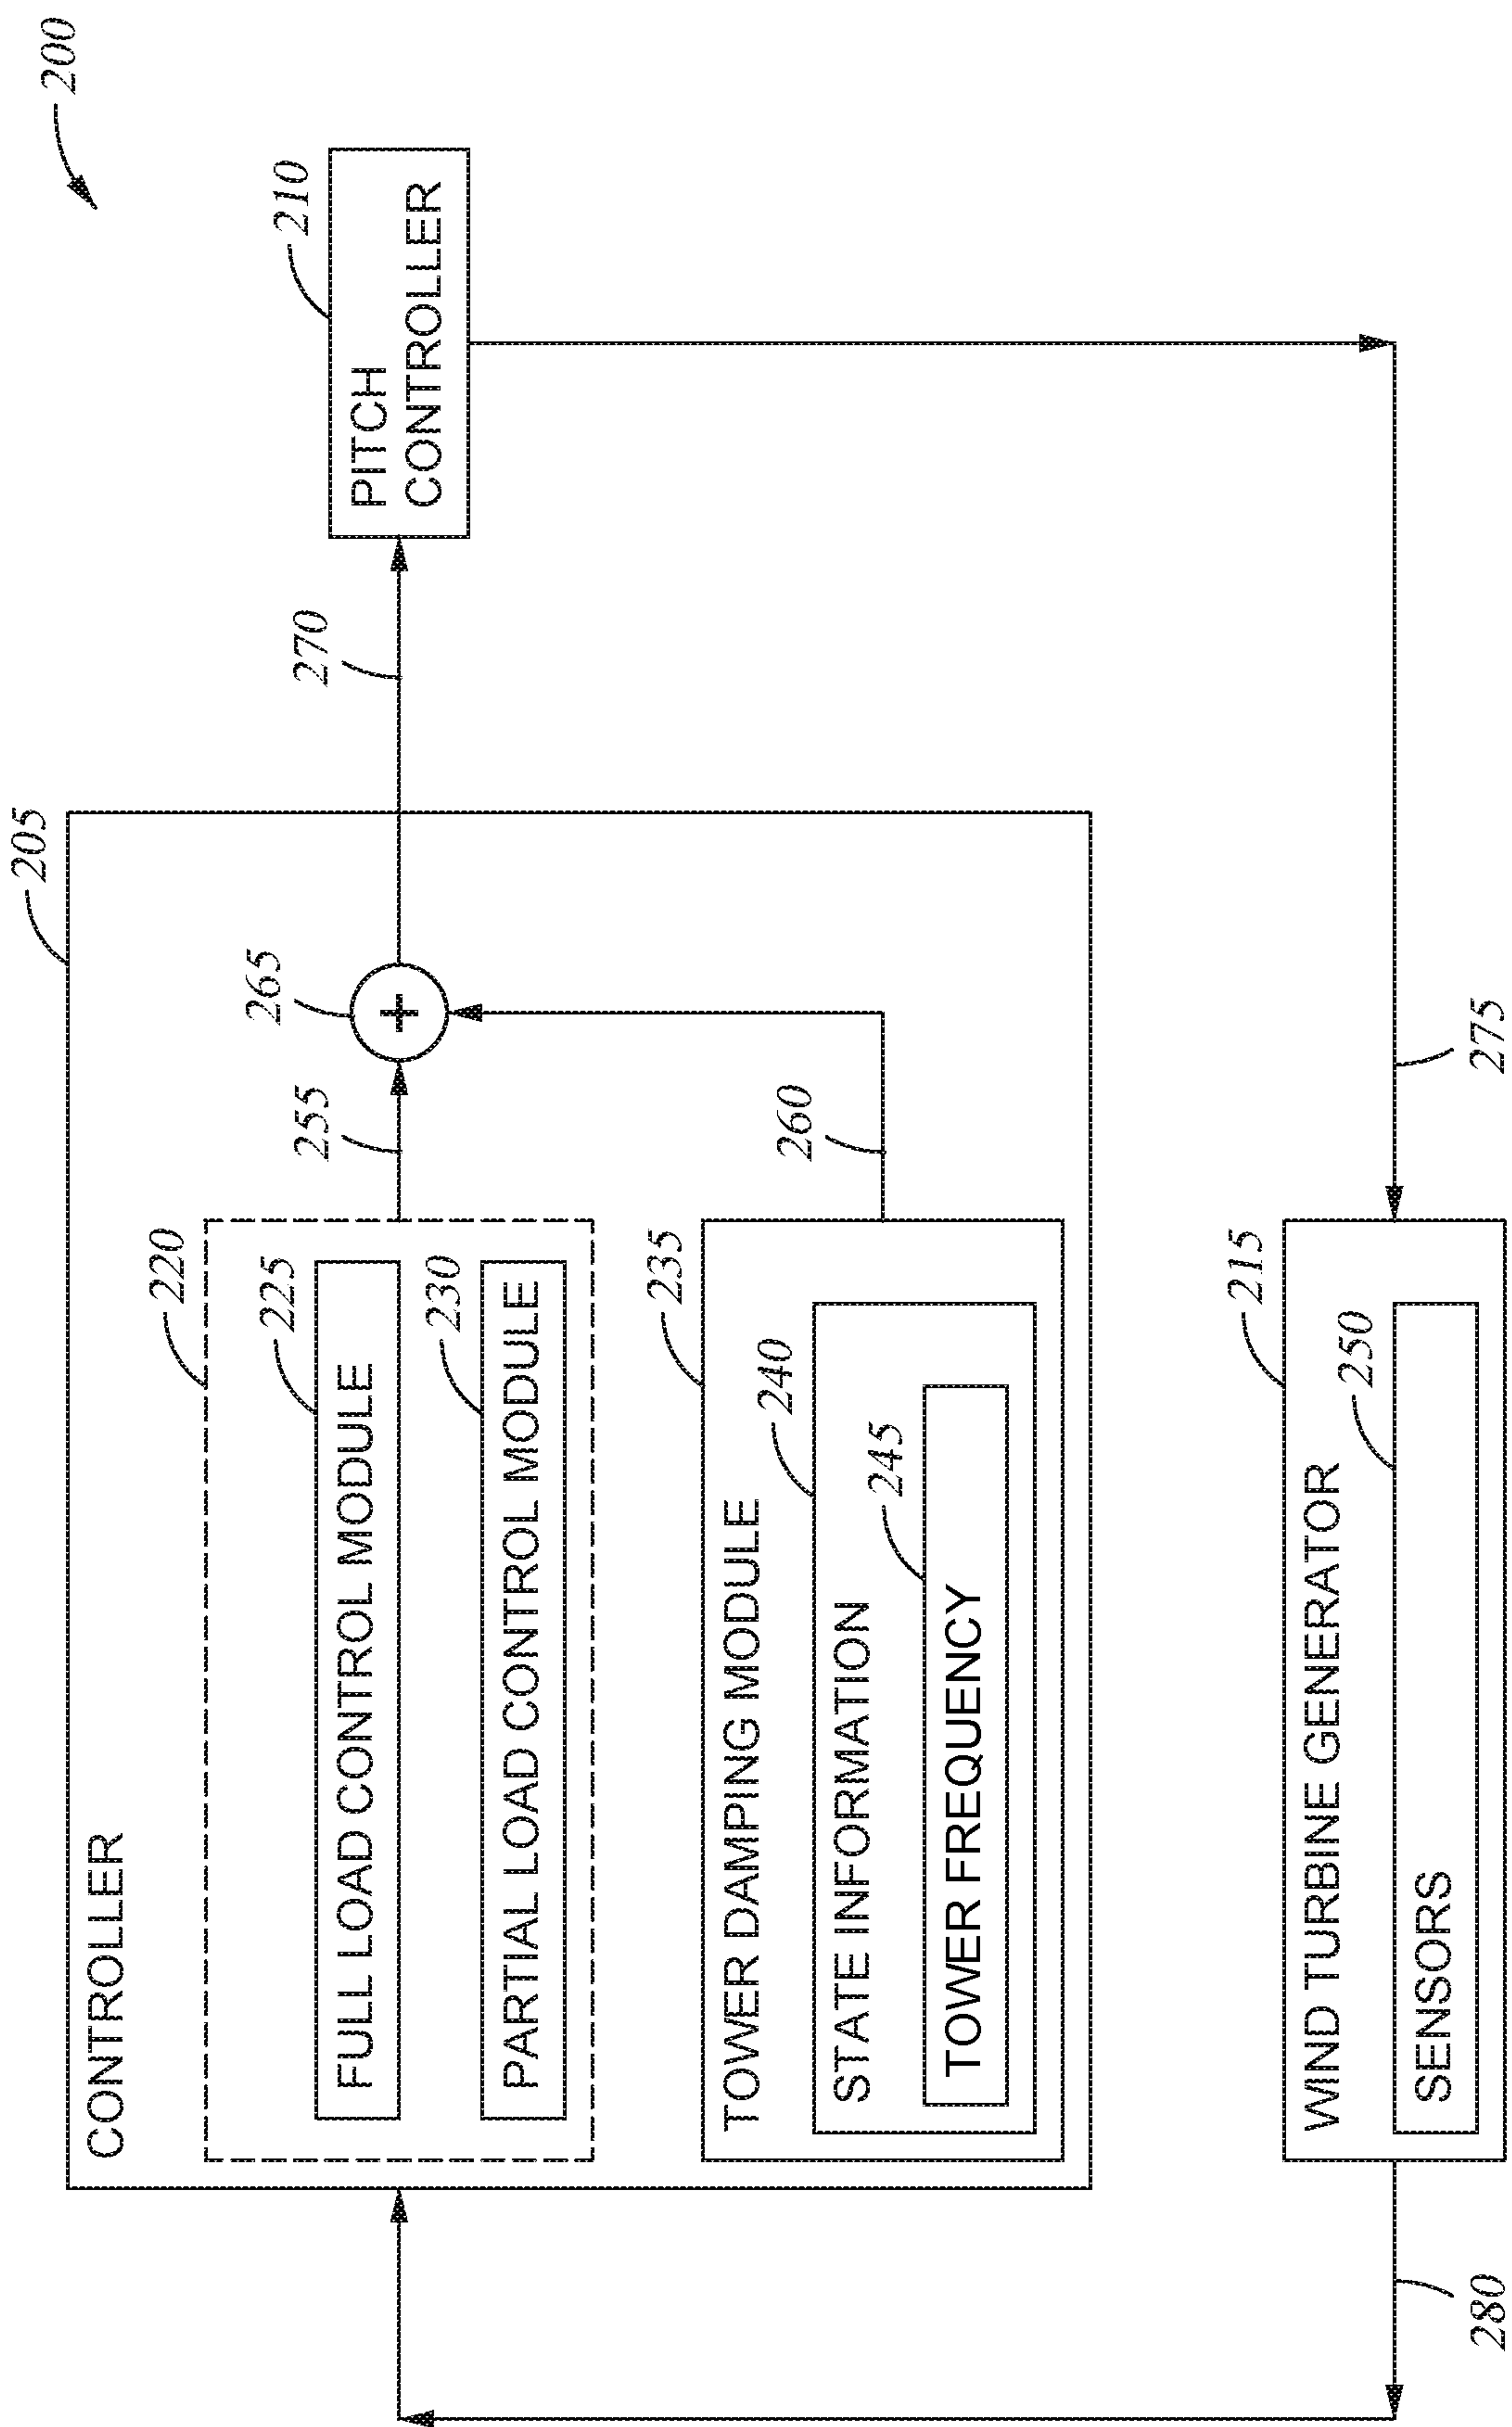 200
205
CONTROLLER
220
225
FULL LOAD CONTROL MODULE
230
PARTIAL LOAD CONTROL MODULE
255
265
+
270
210
PITCH
CONTROLLER
235
TOWER DAMPING MODULE
240
STATE INFORMATION
245
TOWER FREQUENCY
260
215
WIND TURBINE GENERATOR
250
SENSORS
275
280